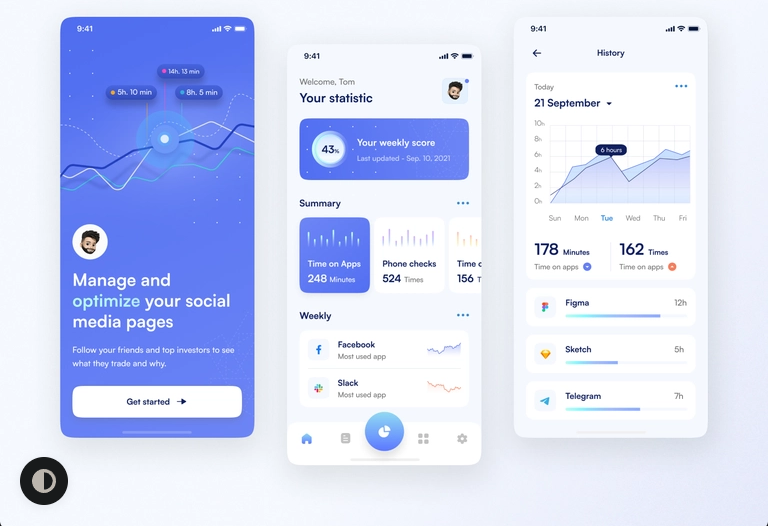 9:41
14h, 13 min
5h. 10 min
8h, 5 min
Manage and
optimize your social
media pages
Follow your friends and top investors to see
what they trade and why.
Get started
9:41
Welcome, Tom
Your statistic
43%
Your weekly score
Last updated - Sep. 10, 2021
Summary
Time on Apps
248 Minutes
Phone checks
524 Times
Time
156
Weekly
Facebook
Most used app
Slack
Most used app
9:41
History
Today
21 September
10h
8h
6h
4h
2h
0h
6 hours
Sun Mon Tue Wed Thu Fri
178 Minutes
Time on apps
162 Times
Time on apps
Figma
12h
Sketch
5h
Telegram
7h